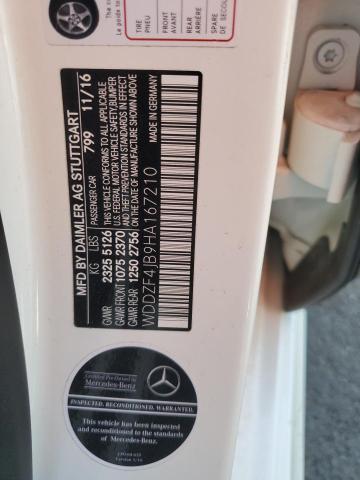 TIRE
PNEU
FRONT
AVANT
REAR
ARRIÈRE
SPARE
DE SECOU
MFD BY DAIMLER AG STUTTGART
PASSENGER CAR 799 11/16
KG LBS
GVWR 2325 5126
GAWR FRONT 1075 2370
GAWR REAR 1250 2756
THIS VEHICLE CONFORMS TO ALL APPLICABLE
U.S. FEDERAL MOTOR VEHICLE SAFETY, BUMPER
AND THEFT PREVENTION STANDARDS IN EFFECT
ON THE DATE OF MANUFACTURE SHOWN ABOVE
MADE IN GERMANY
WDDZF4JB9HA167210
Certified Pre-Owned by
Mercedes-Benz
INSPECTED. RECONDITIONED. WARRANTED.
This vehicle has been inspected
and reconditioned to the standards
of Mercedes-Benz.